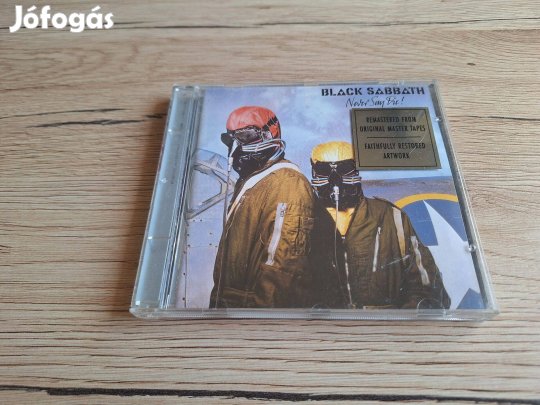 Jófogás
BLACK SABBATH
Never Say Die!
REMASTERED FROM
ORIGINAL MASTER TAPES
FAITHFULLY RESTORED
ARTWORK